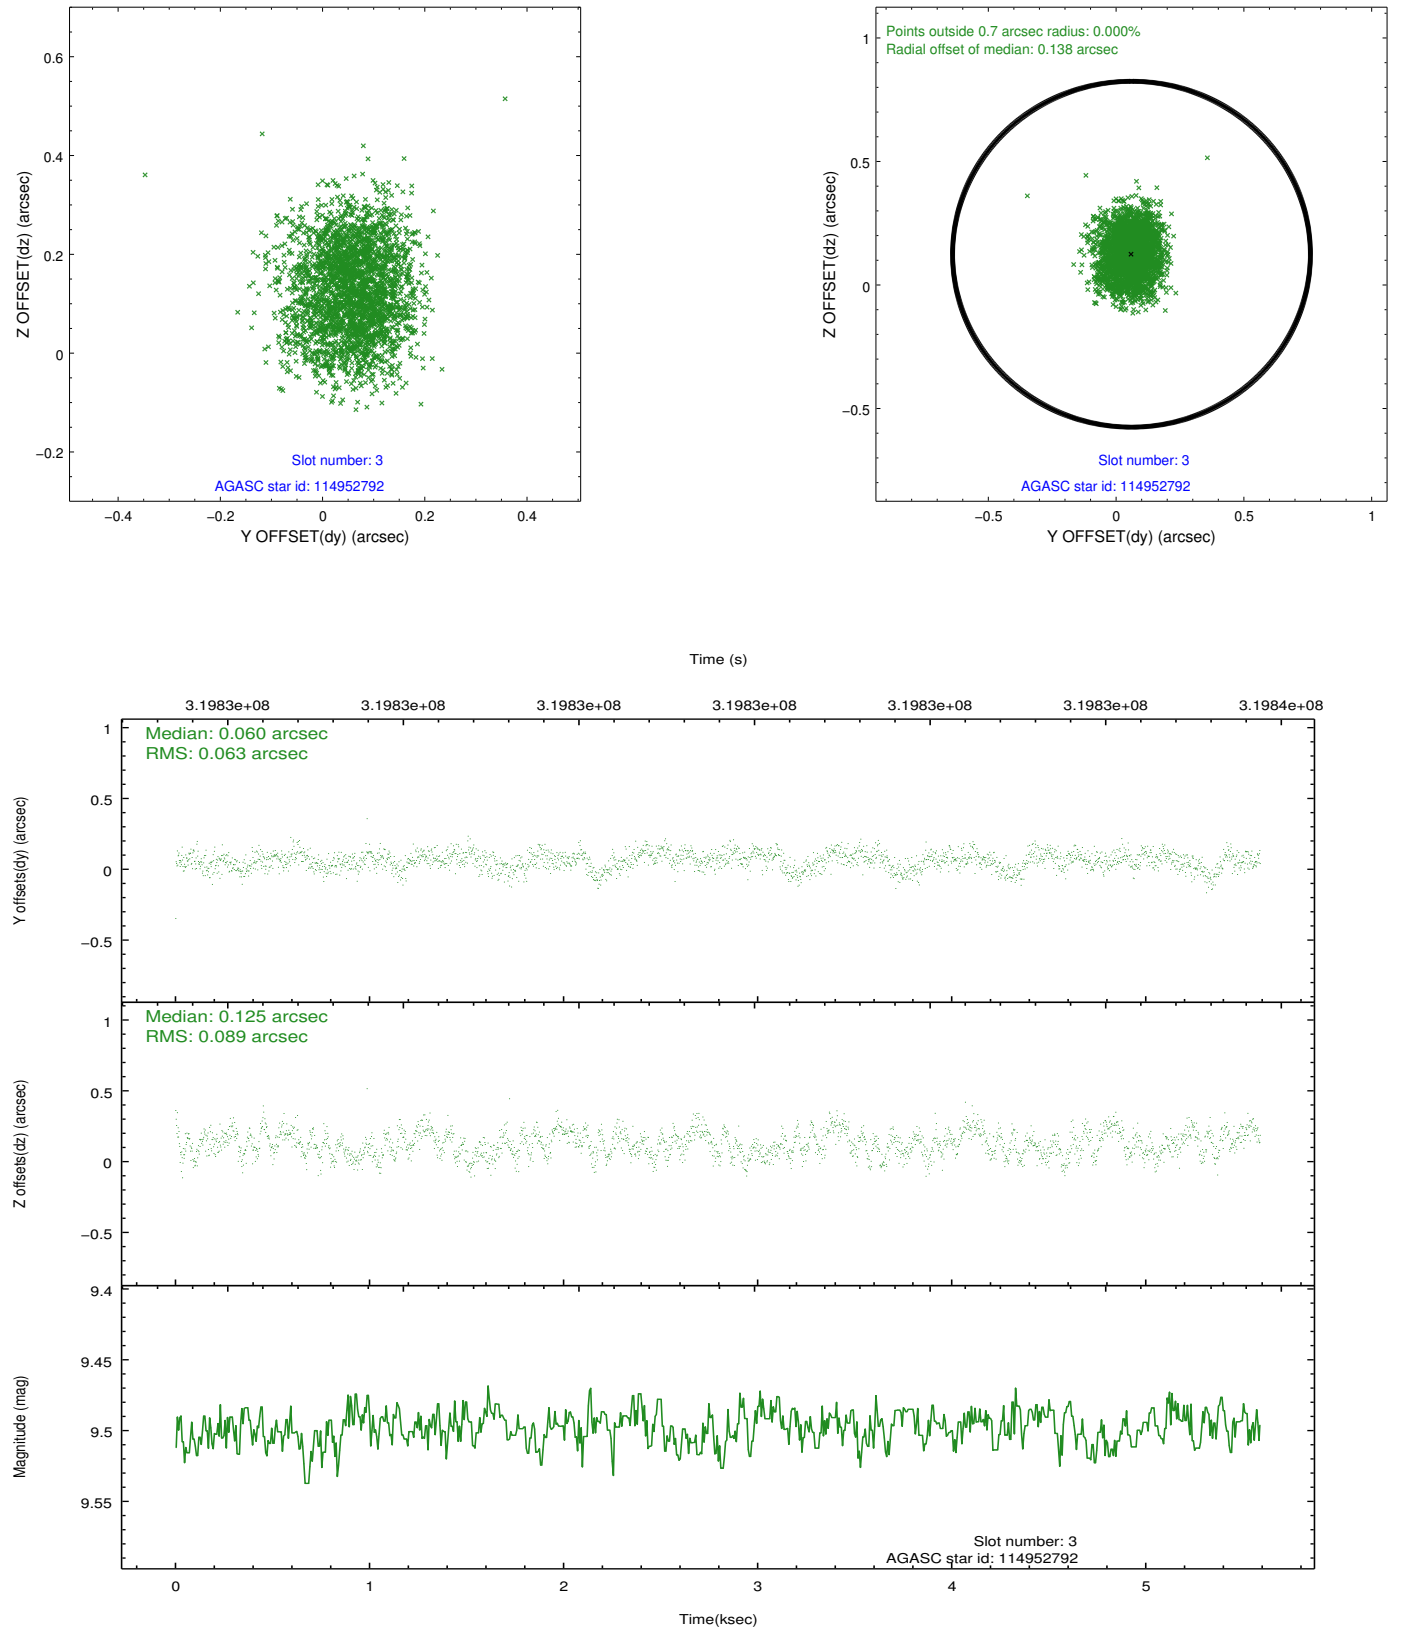 0.6
0.4
0.2
0
−0.2
Z OFFSET(dz) (arcsec)
Slot number: 3
AGASC star id: 114952792
−0.4 −0.2 0 0.2 0.4
Y OFFSET(dy) (arcsec)
Points outside 0.7 arcsec radius: 0.000%
Radial offset of median: 0.138 arcsec
1
0.5
0
−0.5
Z OFFSET(dz) (arcsec)
Slot number: 3
AGASC star id: 114952792
−0.5 0 0.5 1
Y OFFSET(dy) (arcsec)
Time (s)
3.1983e+08 3.1983e+08 3.1983e+08 3.1983e+08 3.1983e+08 3.1983e+08 3.1984e+08
Median: 0.060 arcsec
RMS: 0.063 arcsec
1
0.5
0
−0.5
Y offsets(dy) (arcsec)
Median: 0.125 arcsec
RMS: 0.089 arcsec
1
0.5
0
−0.5
Z offsets(dz) (arcsec)
9.4
9.45
9.5
9.55
Magnitude (mag)
Slot number: 3
AGASC star id: 114952792
0 1 2 3 4 5
Time(ksec)